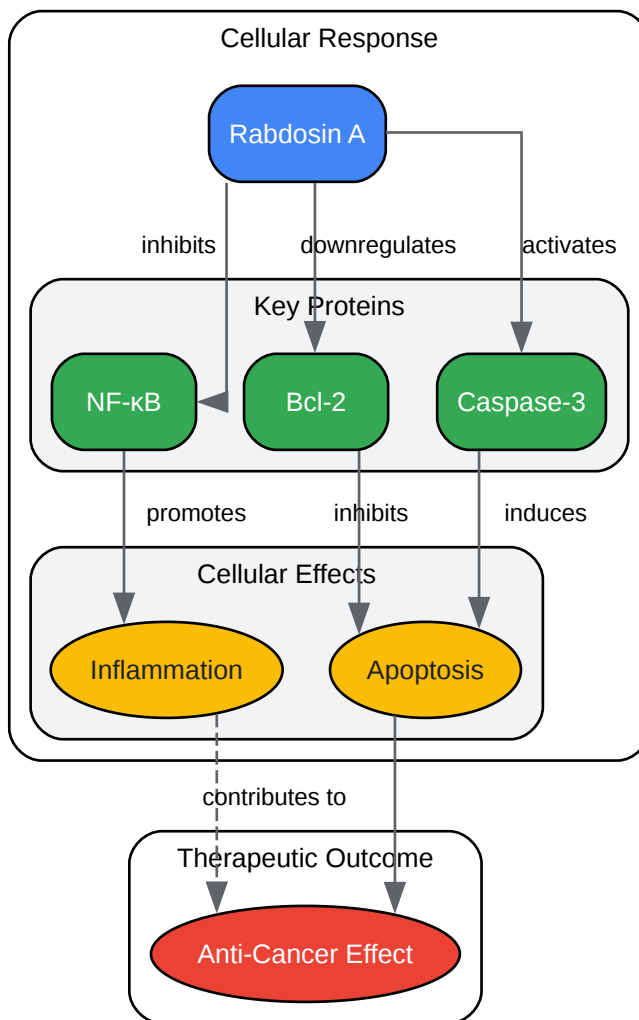 Cellular Response
Rabdosin A
inhibits
downregulates
activates
Key Proteins
NF-κB
Bcl-2
Caspase-3
promotes
inhibits
induces
Cellular Effects
Inflammation
Apoptosis
contributes to
Therapeutic Outcome
Anti-Cancer Effect